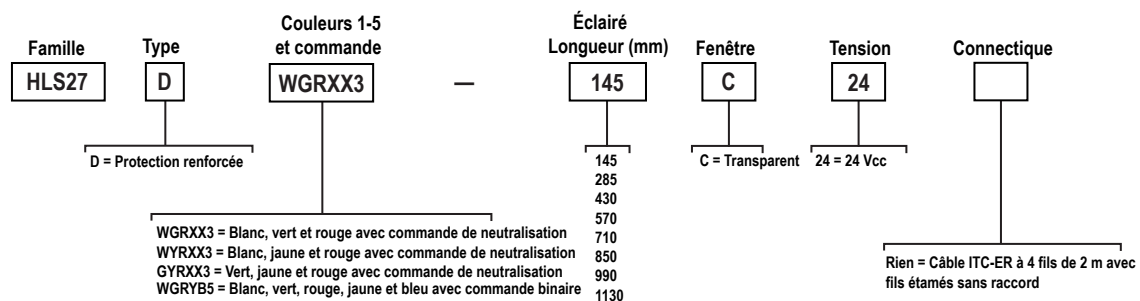 Famille
Type
Couleurs 1-5
et commande
Éclairé
Longueur (mm)
Fenêtre
Tension
Connectique
HLS27
D
WGRXX3
—
145
C
24
D = Protection renforcée
WGRXX3 = Blanc, vert et rouge avec commande de neutralisation
WYRXX3 = Blanc, jaune et rouge avec commande de neutralisation
GYRXX3 = Vert, jaune et rouge avec commande de neutralisation
WGRYB5 = Blanc, vert, rouge, jaune et bleu avec commande binaire
145
285
430
570
710
850
990
1130
C = Transparent
24 = 24 Vcc
Rien = Câble ITC-ER à 4 fils de 2 m avec
fils étamés sans raccord